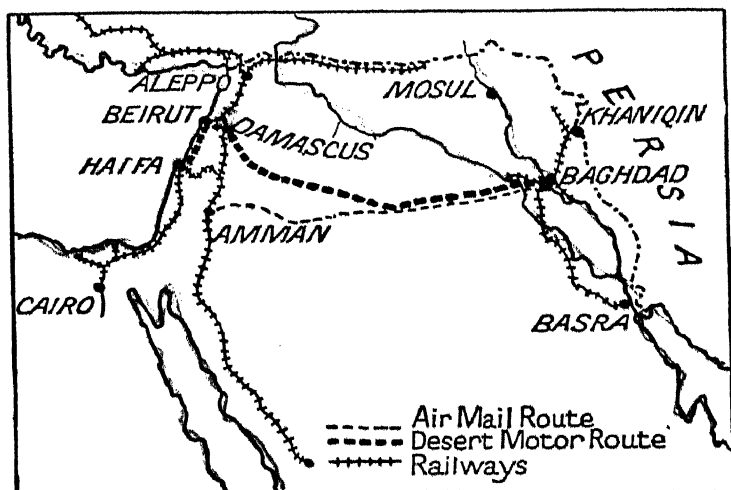 ALEPPO
MOSUL
PERSIA
BEIRUT
KHANIQIN
DAMASCUS
HAIFA
BAGHDAD
AMMAN
CAIRO
BASRA
Air Mail Route
Desert Motor Route
Railways